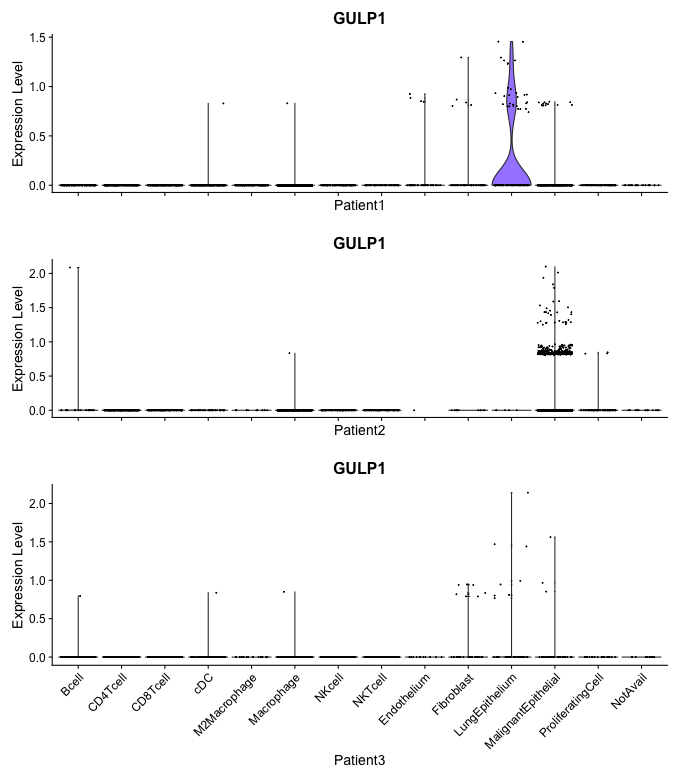 GULP1
Expression Level
1.5
1.0
0.5
0.0
Patient1
GULP1
Expression Level
2.0
1.5
1.0
0.5
0.0
Patient2
GULP1
Expression Level
2.0
1.5
1.0
0.5
0.0
Bcell
CD4Tcell
CD8Tcell
cDC
M2Macrophage
Macrophage
NKcell
NKTcell
Endothelium
Fibroblast
LungEpithelium
MalignantEpithelial
ProliferatingCell
NotAvail
Patient3